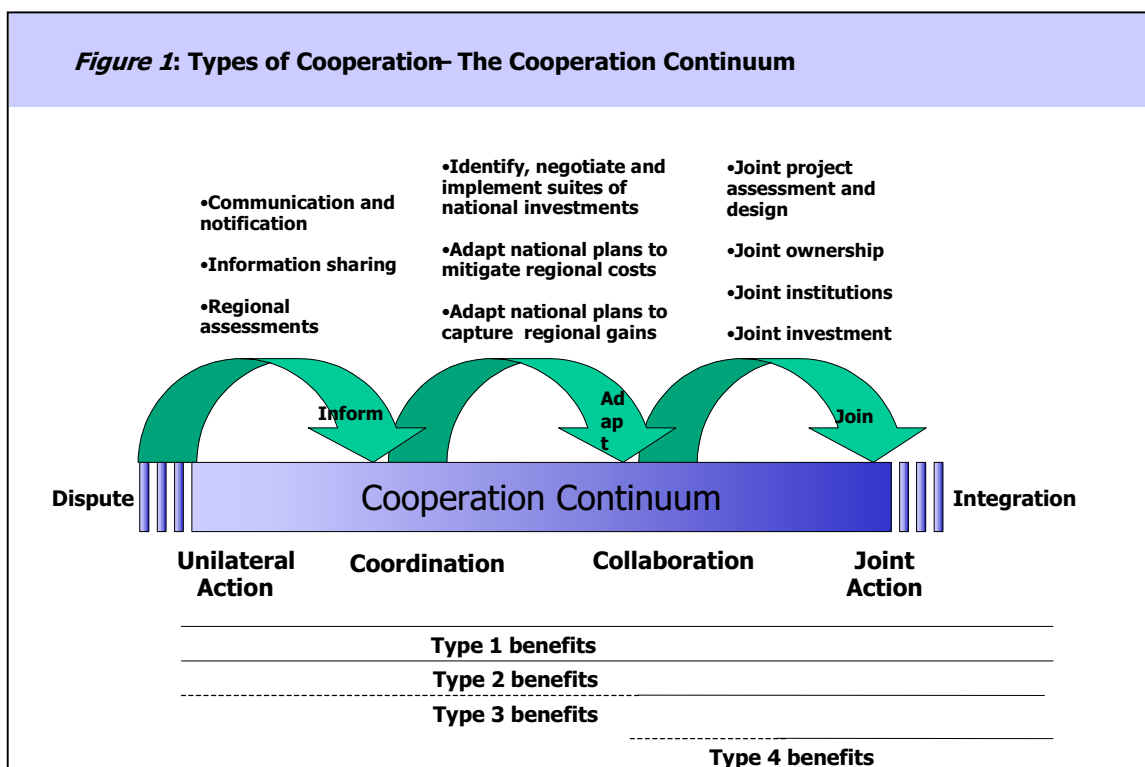 Figure 1: Types of Cooperation– The Cooperation Continuum
•Communication and
notification
•Information sharing
•Regional
assessments
•Identify, negotiate and
implement suites of
national investments
•Adapt national plans to
mitigate regional costs
•Adapt national plans to
capture regional gains
•Joint project
assessment and
design
•Joint ownership
•Joint institutions
•Joint investment
Inform
Ad
ap
t
Join
Dispute
Cooperation Continuum
Integration
Unilateral
Action
Coordination
Collaboration
Joint
Action
Type 1 benefits
Type 2 benefits
Type 3 benefits
Type 4 benefits